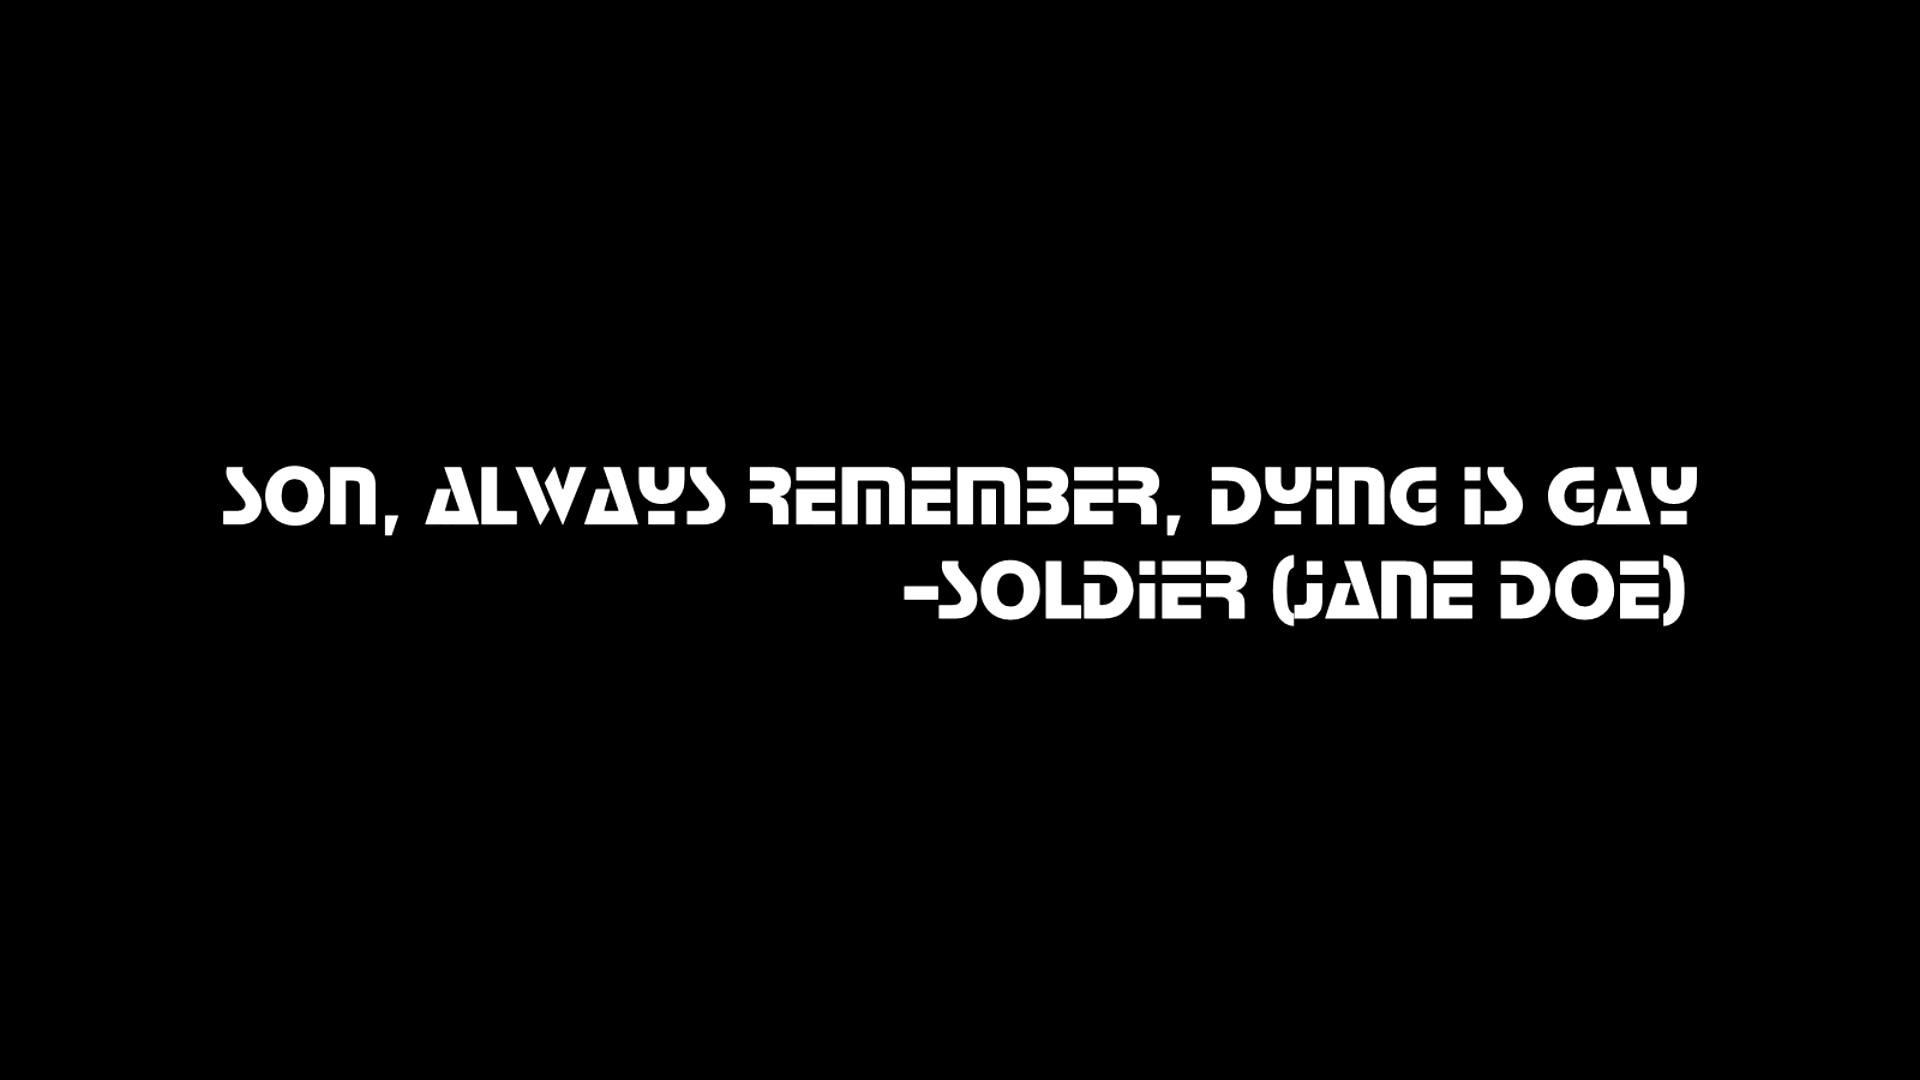 SON, ALWAYS REMEMBER, DYING IS GAY
-SOLDIER (JANE DOE)